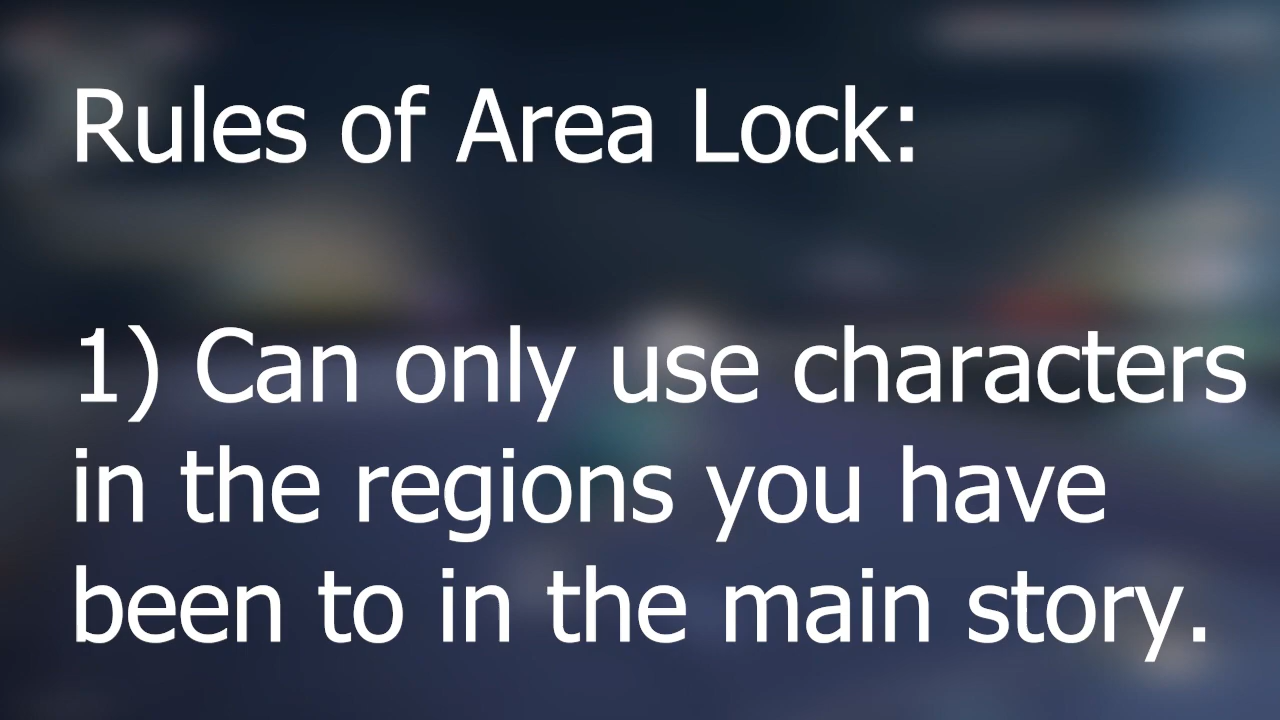 Rules of Area Lock:
1) Can only use characters
in the regions you have
been to in the main story.